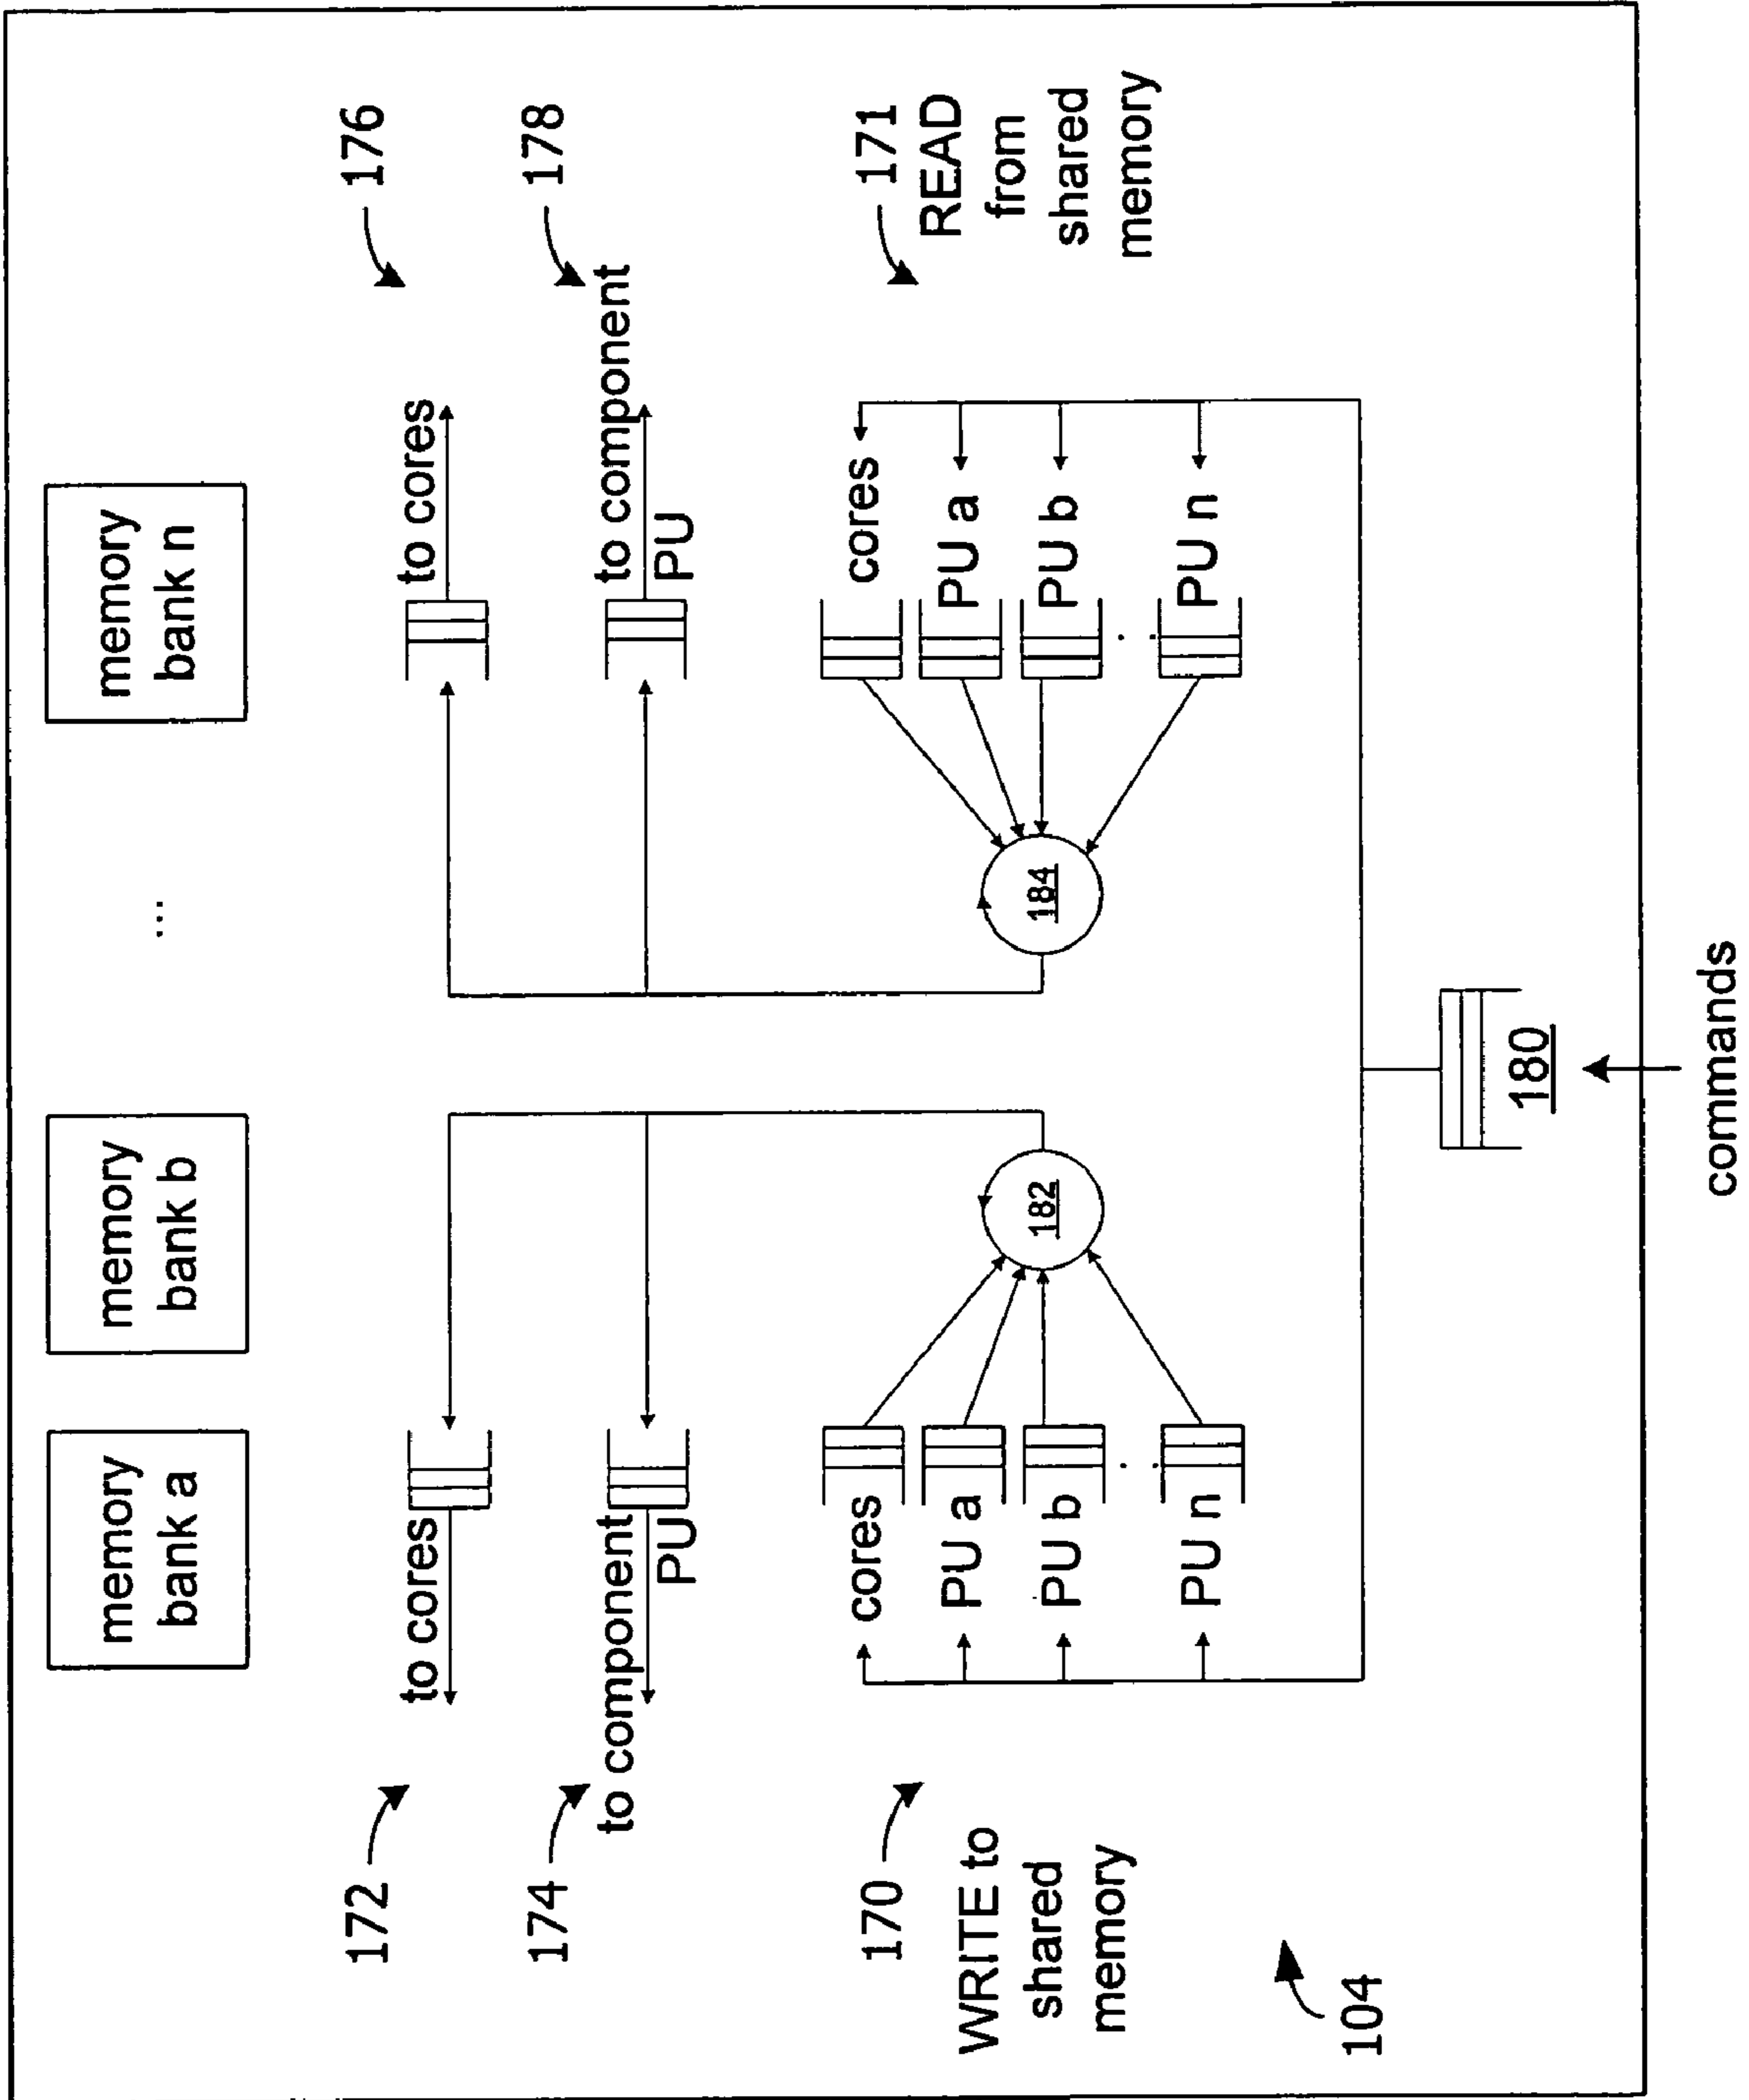 memory
bank a
memory
bank b
...
memory
bank n
172
to cores
to cores
176
174
to component
PU
to component
PU
178
170
WRITE to
shared
memory
cores
PU a
PU b
PU n
182
184
cores
PU a
PU b
PU n
171
READ
from
shared
memory
104
180
commands